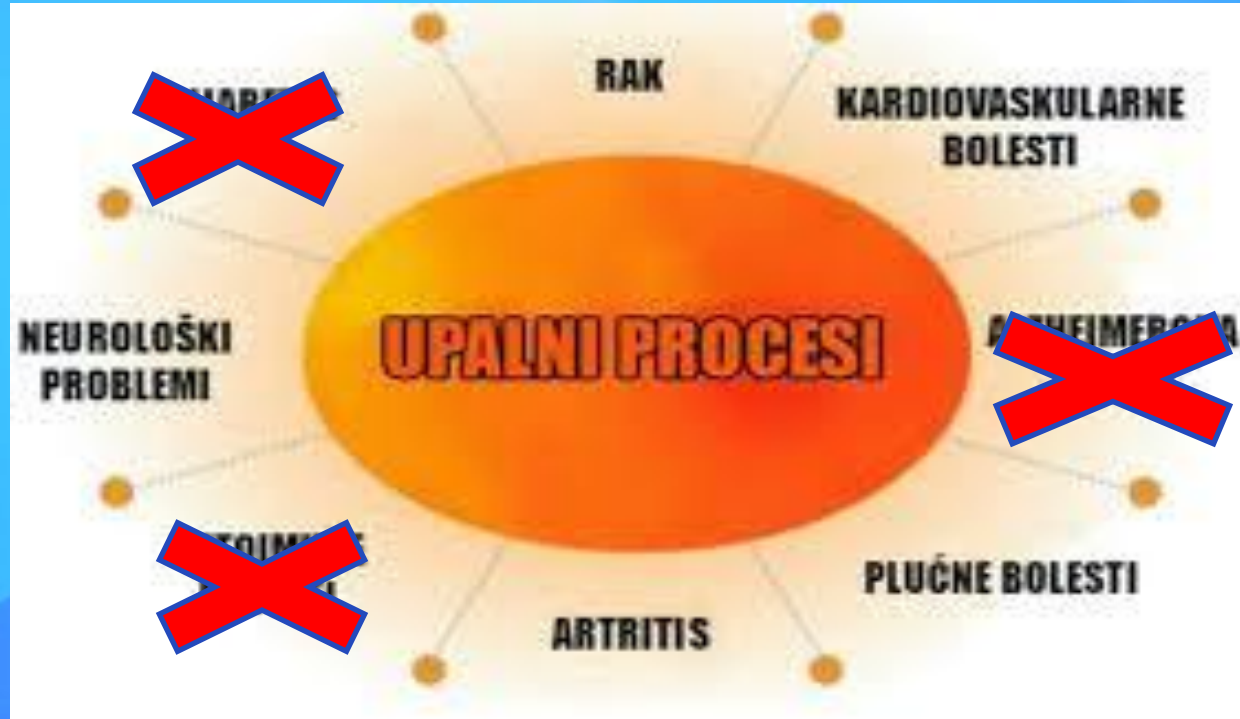 RAK
KARDIOVASKULARNE
BOLESTI
NEUROLOŠKI
PROBLEMI
UPALNI PROCESI
PLUĆNE BOLESTI
ARTRITIS